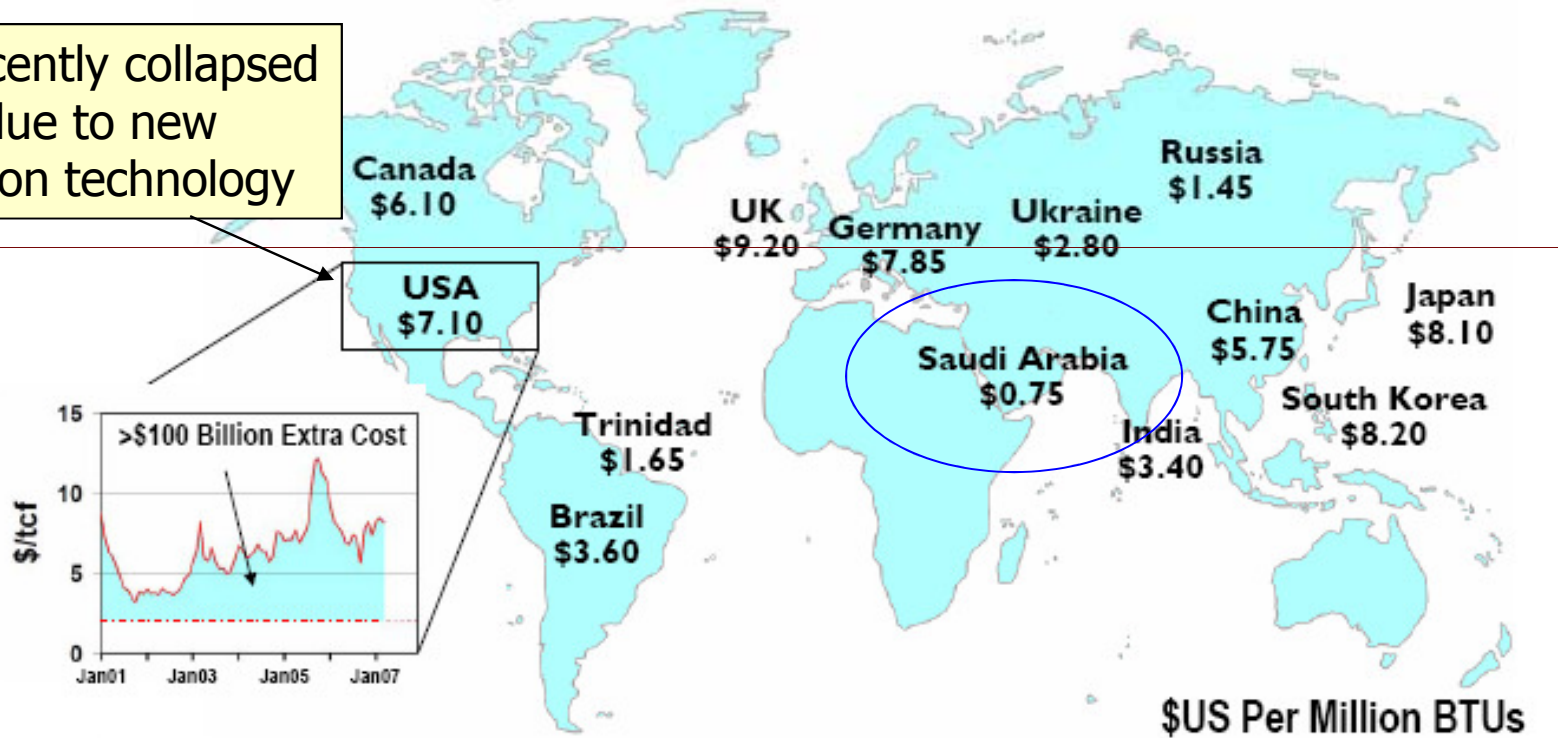 cently collapsed
lue to new
on technology
Canada
$6.10
USA
$7.10
UK
$9.20
Germany
$7.85
Ukraine
$2.80
Russia
$1.45
China
$5.75
Japan
$8.10
South Korea
$8.20
Saudi Arabia
$0.75
India
$3.40
Trinidad
$1.65
Brazil
$3.60
>$100 Billion Extra Cost
$/tcf
15
10
5
0
Jan01 Jan03 Jan05 Jan07
$US Per Million BTUs